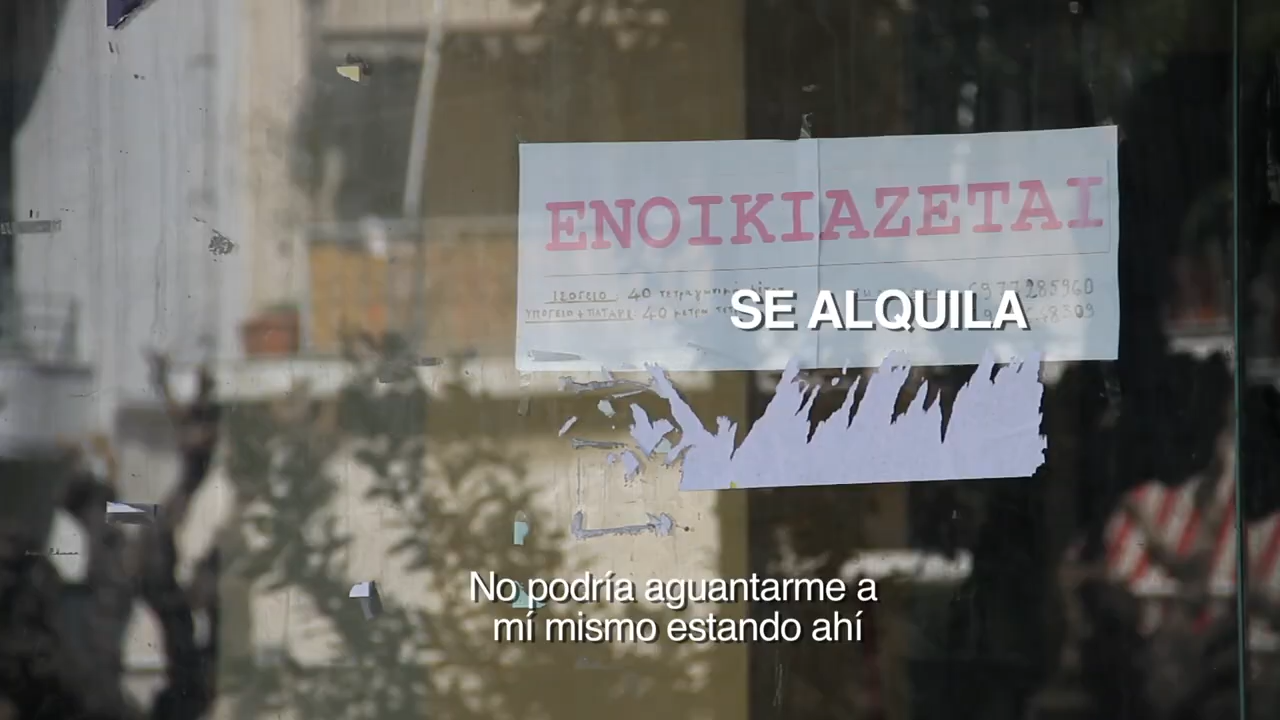 ΕΝΟΙΚΙΑΖΕΤΑΙ
ΙΣΟΓΕΙΟ: 40
ΥΠΟΓΕΙΟ + ΠΑΤΑΡΙ: 40
SE ALQUILA
No podría aguantarme a
mí mismo estando ahí